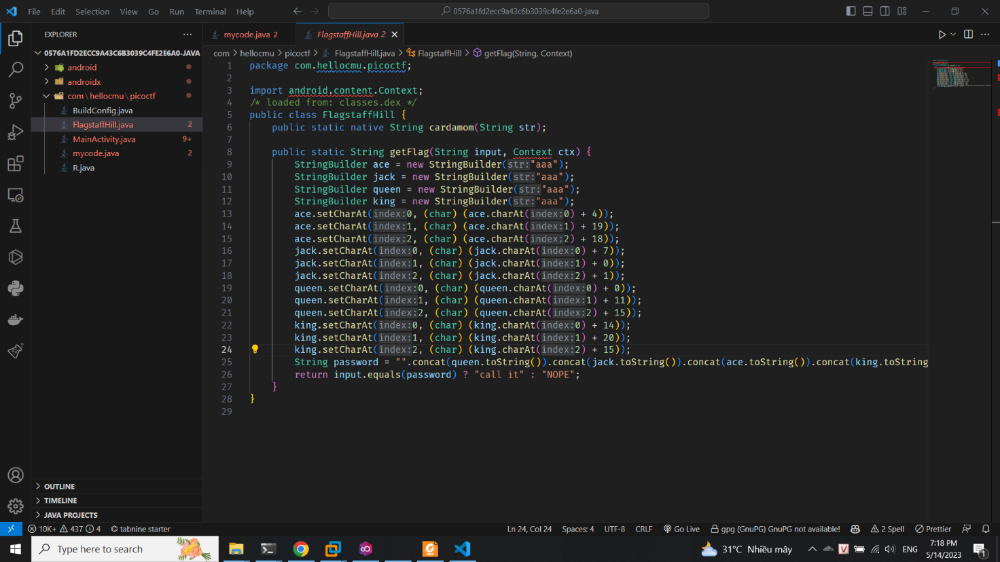 File Edit Selection View Go Run Terminal Help
0576a1fd2ecc9a43c6b3039c4fe2e6a0-java
EXPLORER
0576A1FD2ECC9A43C6B3039C4FE2E6A0-JAVA
android
androidx
com \ hellocmu \ picoctf
BuildConfig.java
FlagstaffHill.java 2
MainActivity.java 9+
mycode.java 2
R.java
OUTLINE
TIMELINE
JAVA PROJECTS
mycode.java 2
FlagstaffHill.java 2
com > hellocmu > picoctf > FlagstaffHill.java > FlagstaffHill > getFlag(String, Context)
1 package com.hellocmu.picoctf;
2
3 import android.content.Context;
4 /* loaded from: classes.dex */
5 public class FlagstaffHill {
6 public static native String cardamom(String str);
7
8 public static String getFlag(String input, Context ctx) {
9 StringBuilder ace = new StringBuilder(str:"aaa");
10 StringBuilder jack = new StringBuilder(str:"aaa");
11 StringBuilder queen = new StringBuilder(str:"aaa");
12 StringBuilder king = new StringBuilder(str:"aaa");
13 ace.setCharAt(index:0, (char) (ace.charAt(index:0) + 4));
14 ace.setCharAt(index:1, (char) (ace.charAt(index:1) + 19));
15 ace.setCharAt(index:2, (char) (ace.charAt(index:2) + 18));
16 jack.setCharAt(index:0, (char) (jack.charAt(index:0) + 7));
17 jack.setCharAt(index:1, (char) (jack.charAt(index:1) + 0));
18 jack.setCharAt(index:2, (char) (jack.charAt(index:2) + 1));
19 queen.setCharAt(index:0, (char) (queen.charAt(index:0) + 0));
20 queen.setCharAt(index:1, (char) (queen.charAt(index:1) + 11));
21 queen.setCharAt(index:2, (char) (queen.charAt(index:2) + 15));
22 king.setCharAt(index:0, (char) (king.charAt(index:0) + 14));
23 king.setCharAt(index:1, (char) (king.charAt(index:1) + 20));
24 king.setCharAt(index:2, (char) (king.charAt(index:2) + 15));
25 String password = "".concat(queen.toString()).concat(jack.toString()).concat(ace.toString()).concat(king.toString
26 return input.equals(password) ? "call it" : "NOPE";
27 }
28 }
29
10K+ 437 4 tabnine starter
Ln 24, Col 24 Spaces: 4 UTF-8 CRLF Go Live gpg (GnuPG) GnuPG not available! 2 Spell Prettier
Type here to search
31°C Nhiều mây
ENG
7:18 PM
5/14/2023
1